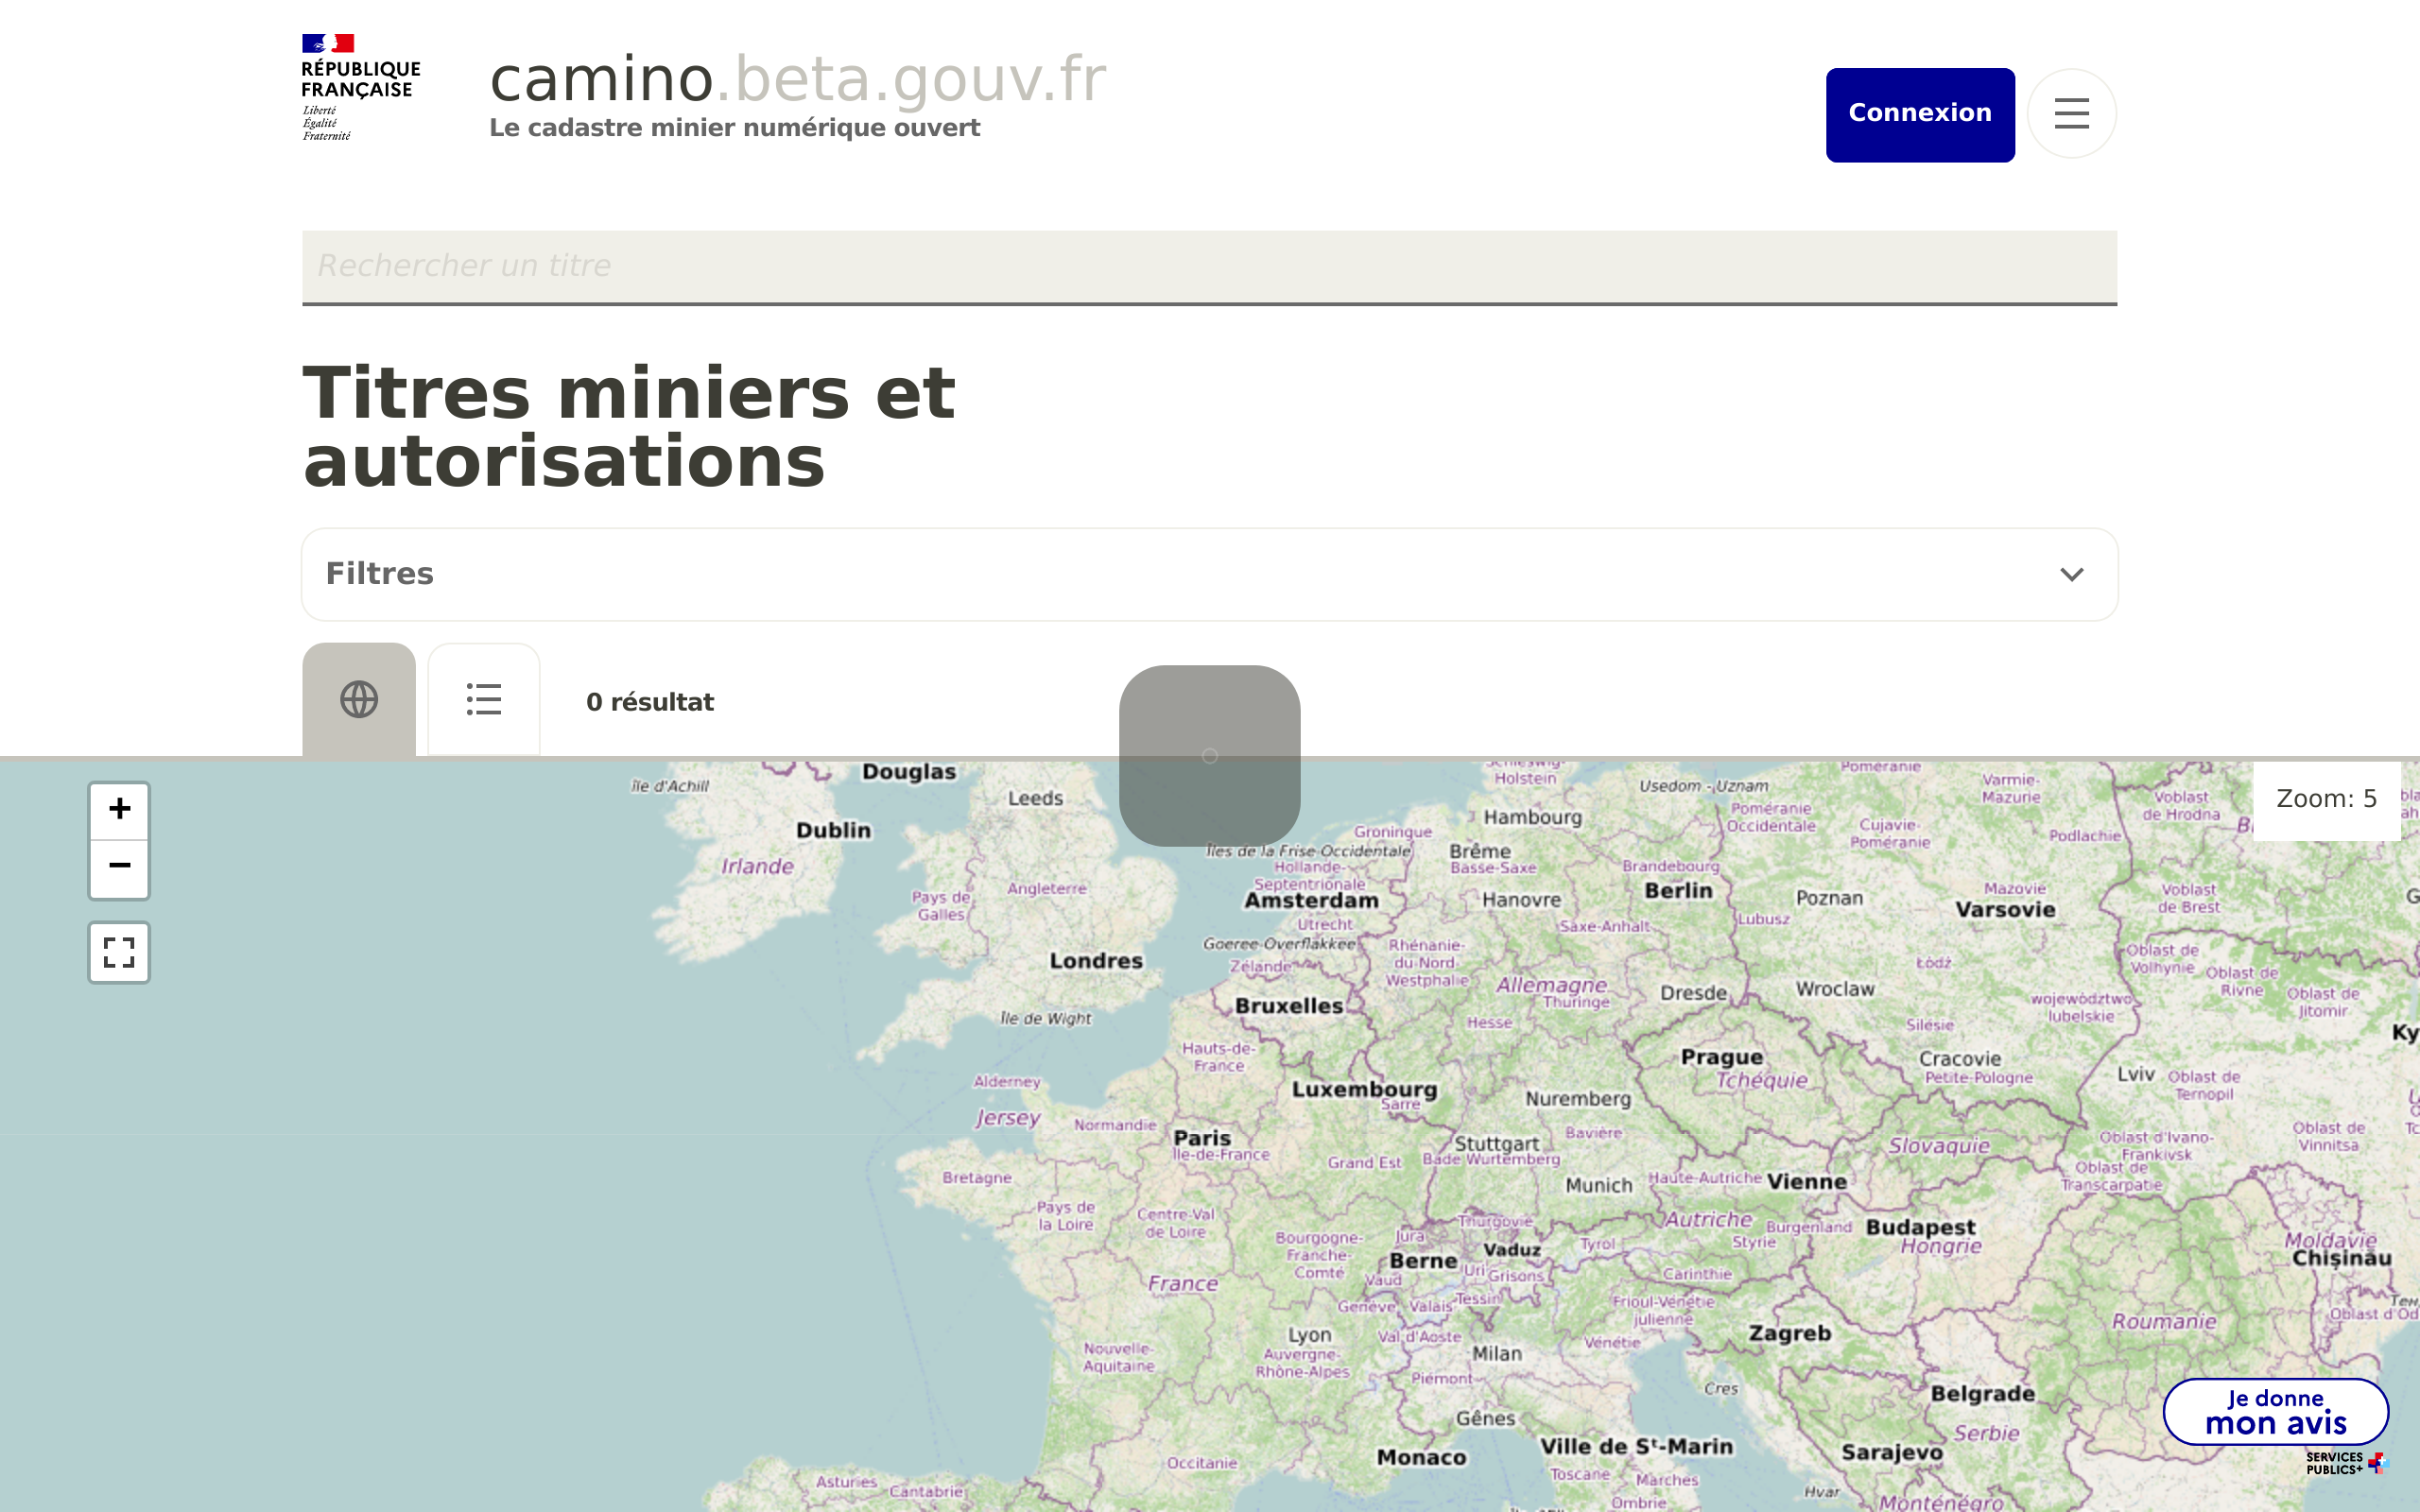 RÉPUBLIQUE
FRANÇAISE
Liberté
Égalité
Fraternité
camino.beta.gouv.fr
Le cadastre minier numérique ouvert
Connexion
Rechercher un titre
Titres miniers et
autorisations
Filtres
0 résultat
+
−
Zoom: 5
Île d'Achill
Douglas
Leeds
Dublin
Irlande
Pays de
Galles
Angleterre
Londres
Île de Wight
Holstein
Hambourg
Usedom - Uznam
Poméranie
Poméranie
Occidentale
Varmie-
Mazurie
Cujavie-
Poméranie
Podlachie
Voblast
de Hrodna
Groningue
Îles de la Frise-Occidentale
Brême
Basse-Saxe
Hollande-
Septentrionale
Amsterdam
Utrecht
Hanovre
Brandebourg
Berlin
Poznan
Mazovie
Varsovie
Voblast
de Brest
Lubusz
Saxe-Anhalt
Goeree-Overflakkee
Zélande
Rhénanie-
du-Nord-
Westphalie
Allemagne
Thuringe
Bruxelles
Dresde
Wroclaw
Łódź
województwo
lubelskie
Oblast de
Volhynie
Oblast de
Rivne
Oblast de
Jitomir
Hesse
Silésie
Ky
Hauts-de-
France
Prague
Tchéquie
Cracovie
Petite-Pologne
Lviv
Oblast de
Ternopil
Alderney
Jersey
Luxembourg
Sarre
Nuremberg
Normandie
Paris
Île-de-France
Grand Est
Stuttgart
Bade Wurtemberg
Bavière
Slovaquie
Oblast d'Ivano-
Frankivsk
Oblast de
Transcarpatie
Oblast de
Vinnitsa
Bretagne
Munich
Haute-Autriche
Vienne
Pays de
la Loire
Centre-Val
de Loire
Bourgogne-
Franche-
Comté
Jura
Thurgovie
Autriche
Styrie
Burgenland
Budapest
Hongrie
Moldavie
Chișinău
Berne
Vaduz
Tyrol
Uri
Grisons
Vaud
Carinthie
France
Genève
Valais
Tessin
Frioul-Vénétie
julienne
Roumanie
Oblast d'Od
Lyon
Auvergne-
Rhône-Alpes
Val d'Aoste
Milan
Vénétie
Zagreb
Nouvelle-
Aquitaine
Piémont
Cres
Belgrade
Serbie
Gênes
Monaco
Ville de Sᵗ-Marin
Sarajevo
Occitanie
Toscane
Marches
Ombrie
Hvar
Monténégro
Asturies
Cantabrie
Je donne
mon avis
SERVICES
PUBLICS+